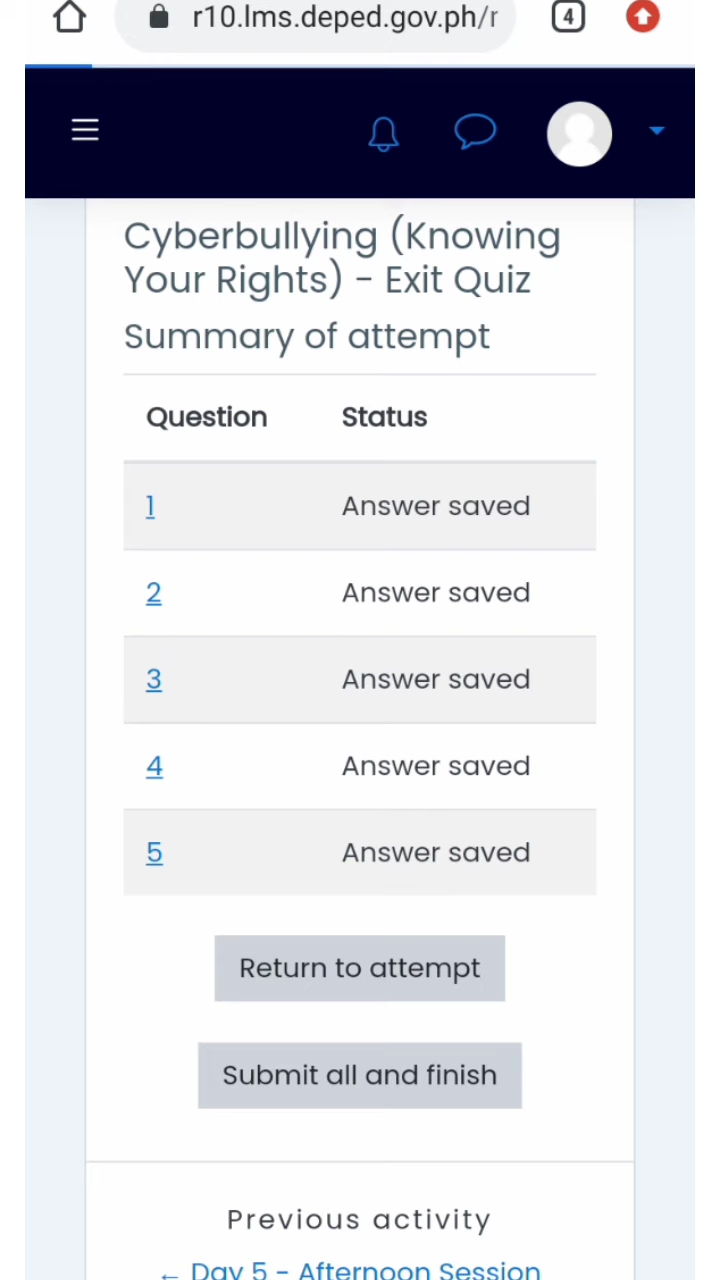 r10.lms.deped.gov.ph/r
4
Cyberbullying (Knowing
Your Rights) - Exit Quiz
Summary of attempt
Question Status
1 Answer saved
2 Answer saved
3 Answer saved
4 Answer saved
5 Answer saved
Return to attempt
Submit all and finish
Previous activity
← Day 5 - Afternoon Session